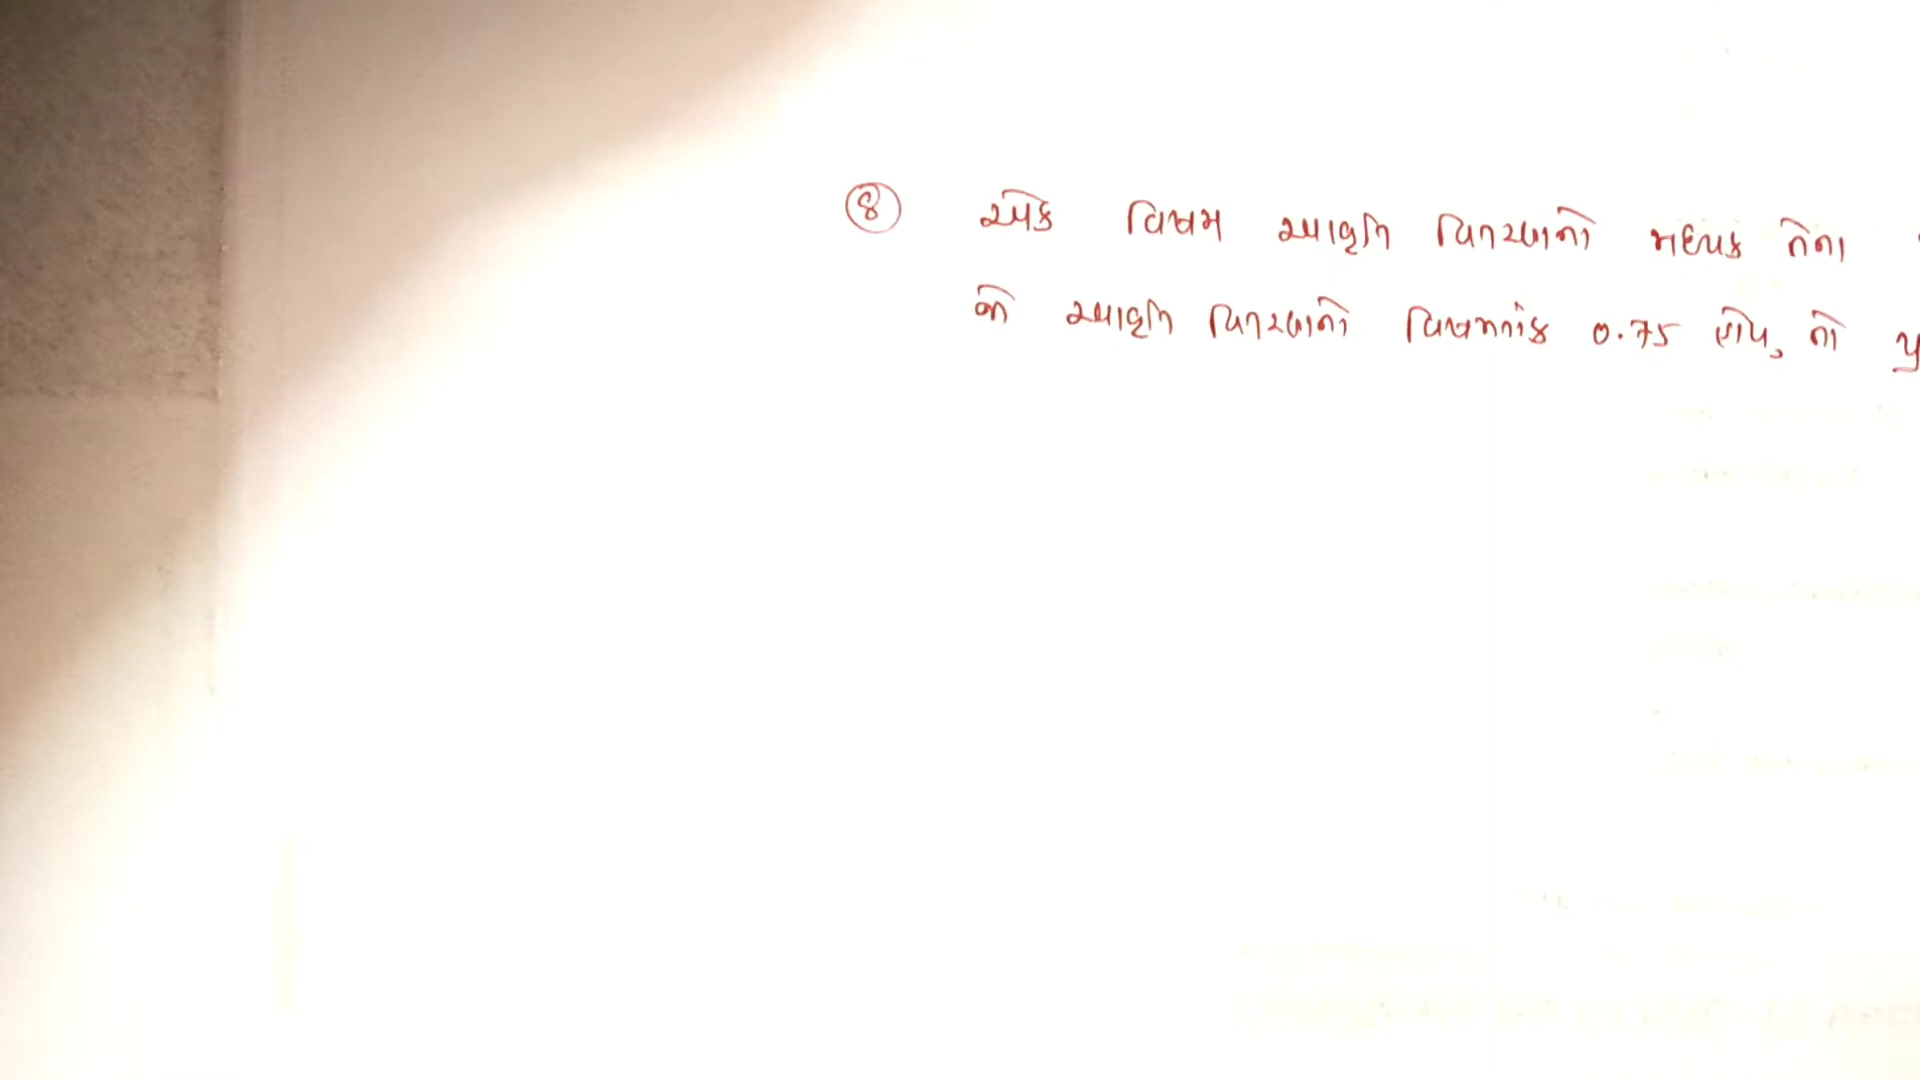 ૪ એક વિષમ આવૃત્તિ વિતરણનો મધ્યક તેના
જો આવૃત્તિ વિતરણનો વિષમતાંક 0.75 હોય, તો